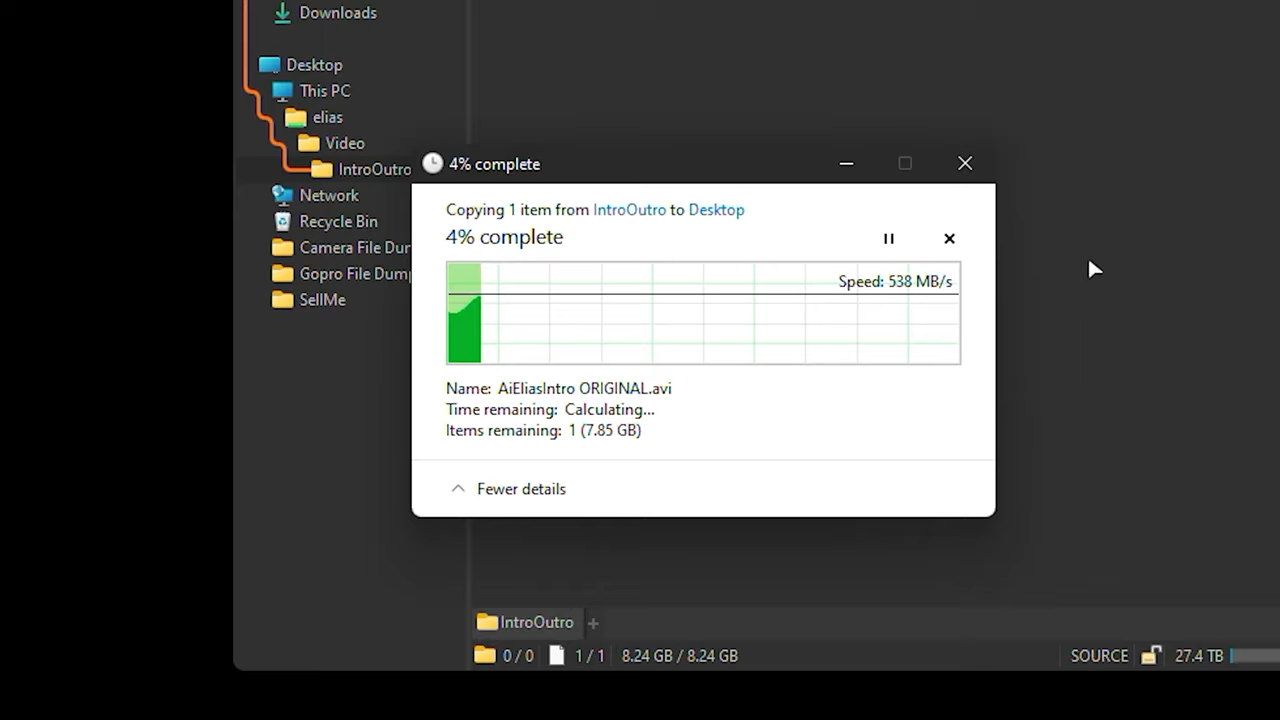 Downloads
Desktop
This PC
elias
Video
IntroOutro
Network
Recycle Bin
Camera File Dum
Gopro File Dump
SellMe
4% complete
Copying 1 item from IntroOutro to Desktop
4% complete
Speed: 538 MB/s
Name: AiEliasIntro ORIGINAL.avi
Time remaining: Calculating...
Items remaining: 1 (7.85 GB)
Fewer details
IntroOutro +
0 / 0 1 / 1 8.24 GB / 8.24 GB SOURCE 27.4 TB